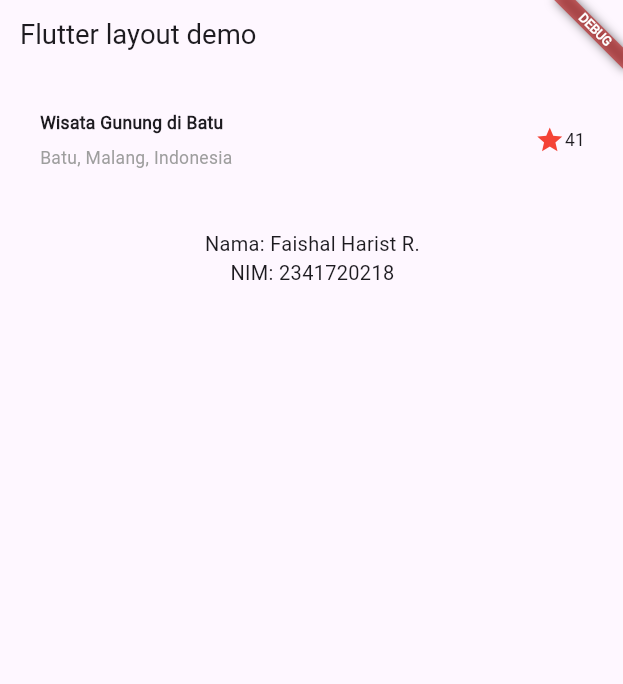 Flutter layout demo
DEBUG
Wisata Gunung di Batu
Batu, Malang, Indonesia
41
Nama: Faishal Harist R.
NIM: 2341720218